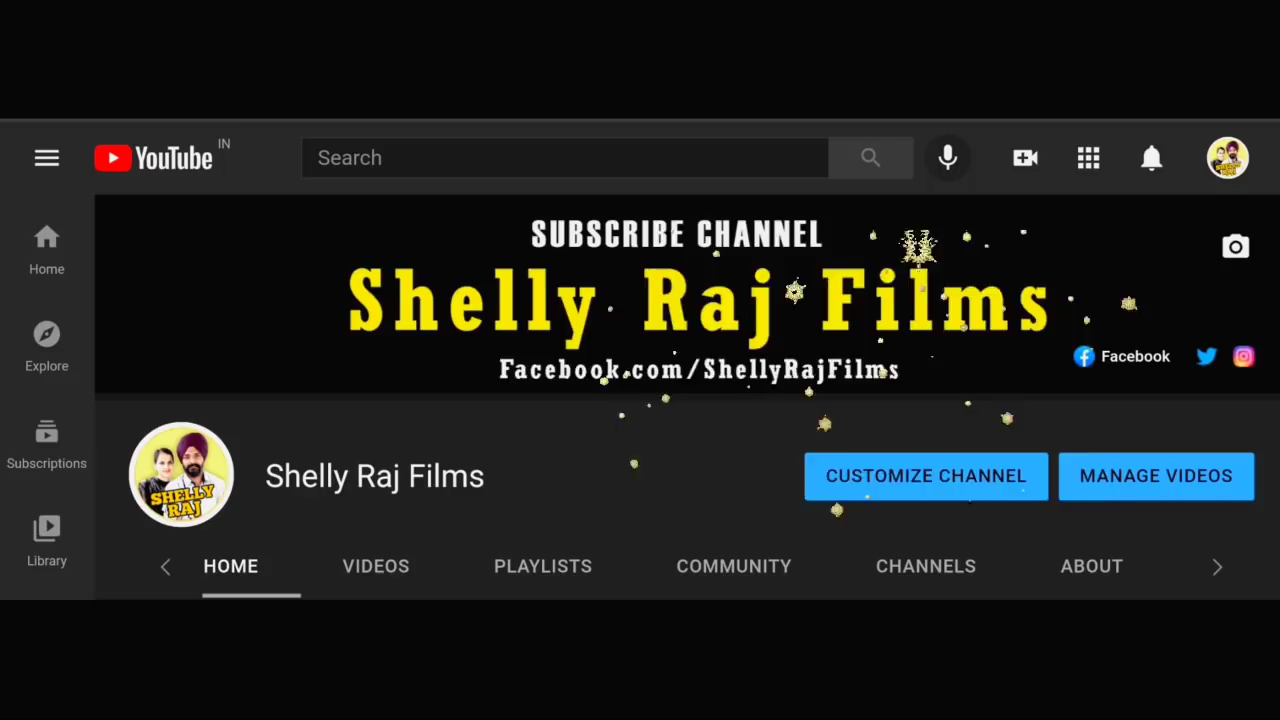 YouTube IN
Search
SUBSCRIBE CHANNEL
Shelly Raj Films
Facebook.com/ShellyRajFilms
Facebook
Home
Explore
Subscriptions
Library
SHELLY
RAJ
Shelly Raj Films
CUSTOMIZE CHANNEL
MANAGE VIDEOS
HOME VIDEOS PLAYLISTS COMMUNITY CHANNELS ABOUT